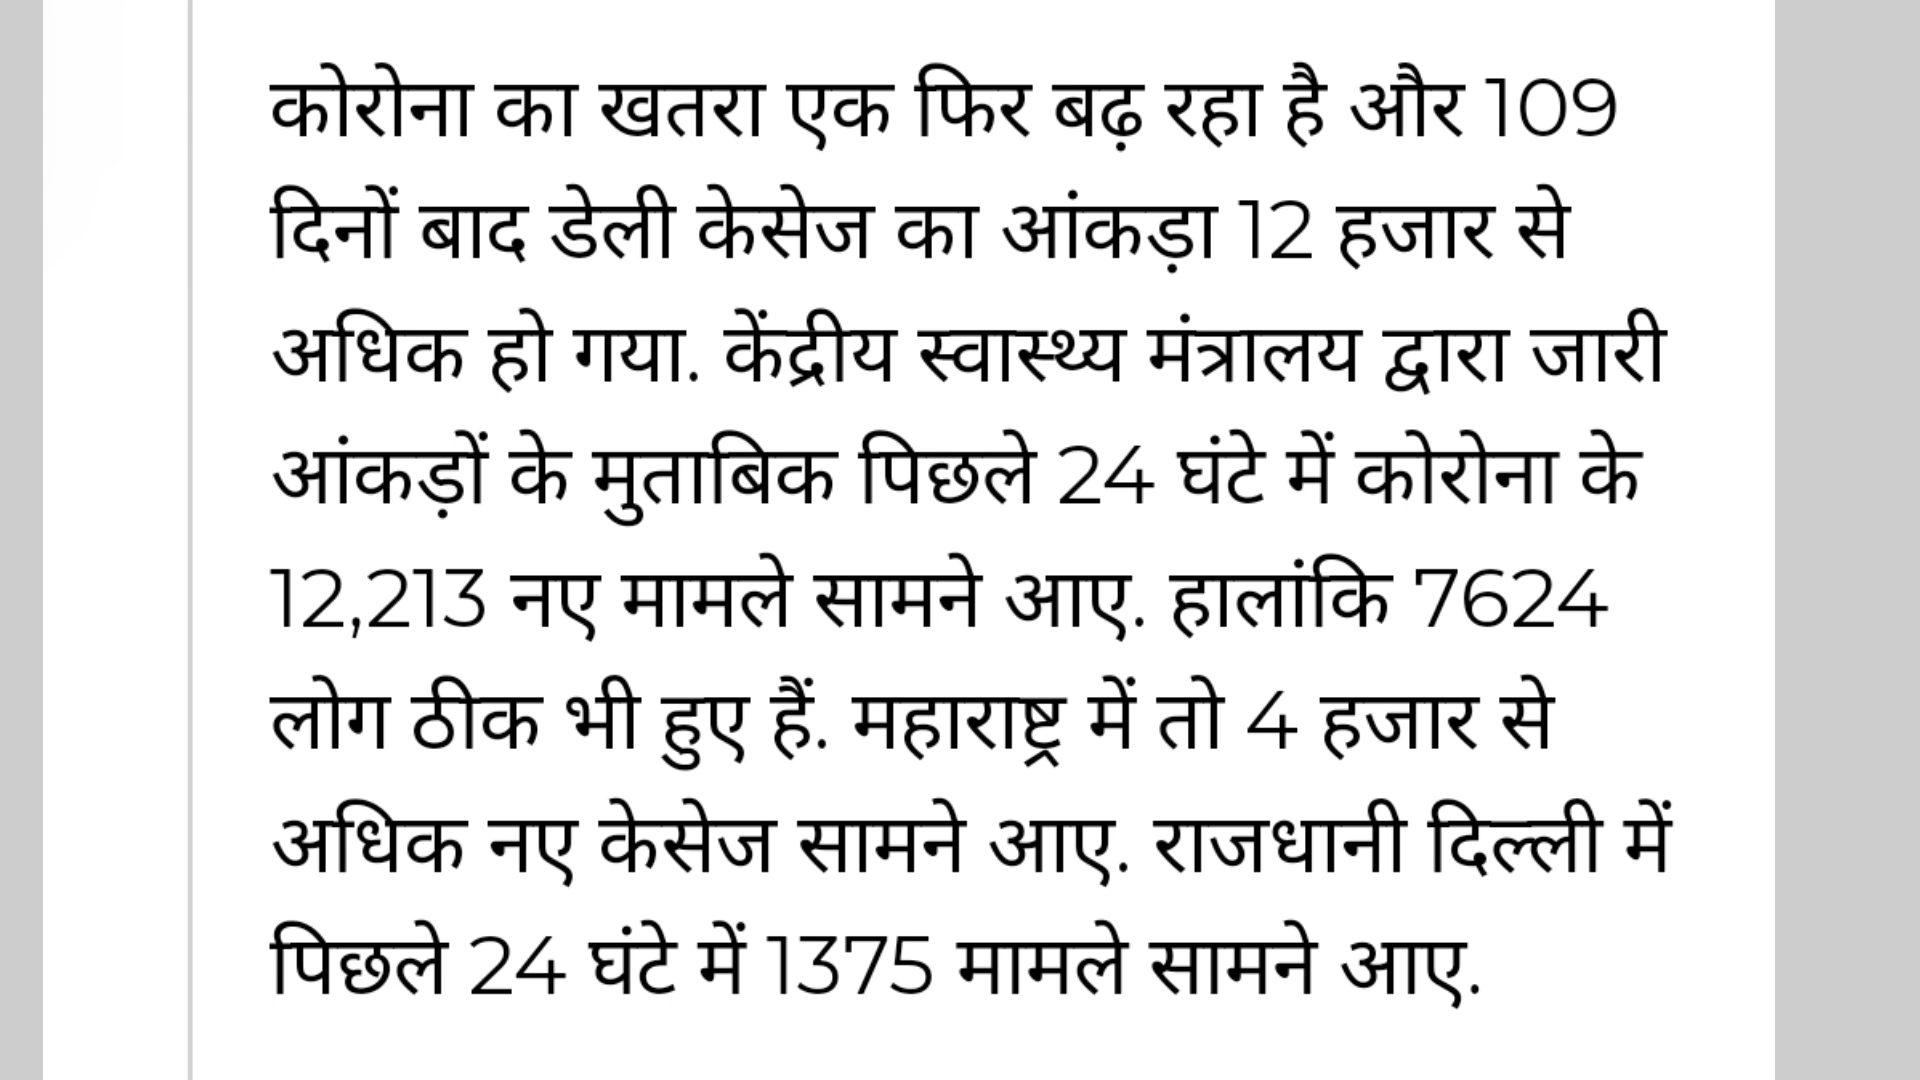 कोरोना का खतरा एक फिर बढ़ रहा है और 109
दिनों बाद डेली केसेज का आंकड़ा 12 हजार से
अधिक हो गया. केंद्रीय स्वास्थ्य मंत्रालय द्वारा जारी
आंकड़ों के मुताबिक पिछले 24 घंटे में कोरोना के
12,213 नए मामले सामने आए. हालांकि 7624
लोग ठीक भी हुए हैं. महाराष्ट्र में तो 4 हजार से
अधिक नए केसेज सामने आए. राजधानी दिल्ली में
पिछले 24 घंटे में 1375 मामले सामने आए.